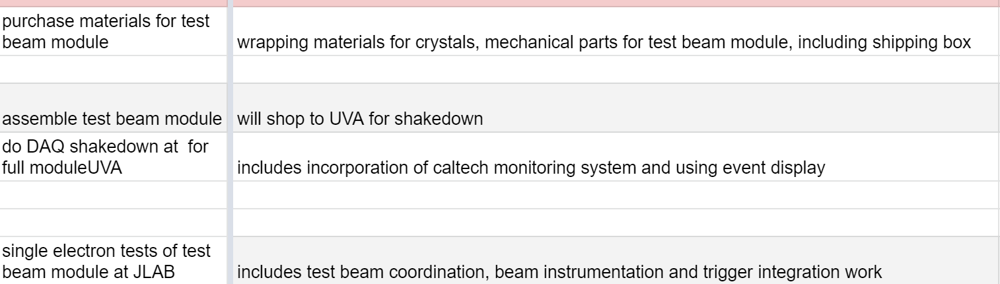 purchase materials for test
beam module
wrapping materials for crystals, mechanical parts for test beam module, including shipping box
assemble test beam module
will shop to UVA for shakedown
do DAQ shakedown at  for
full moduleUVA
includes incorporation of caltech monitoring system and using event display
single electron tests of test
beam module at JLAB
includes test beam coordination, beam instrumentation and trigger integration work